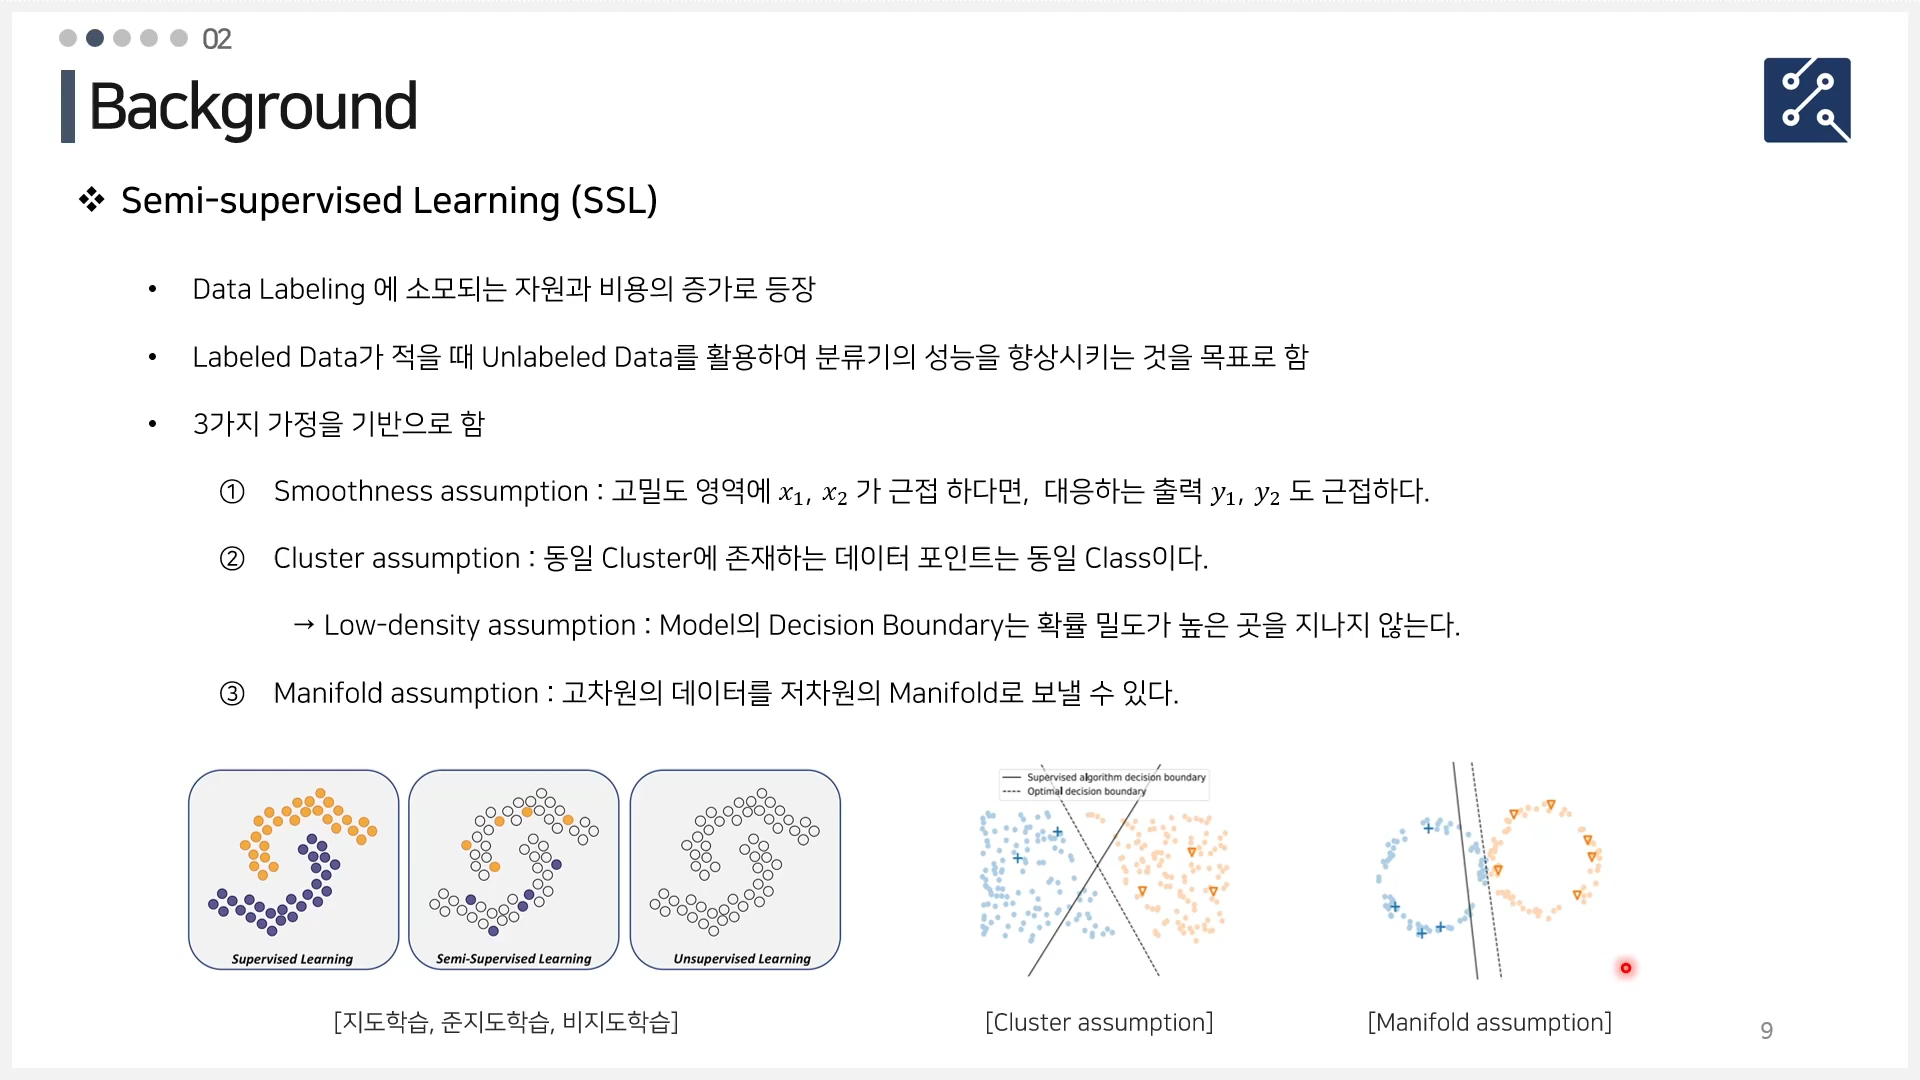 02
Background
❖ Semi-supervised Learning (SSL)
• Data Labeling 에 소모되는 자원과 비용의 증가로 등장
• Labeled Data가 적을 때 Unlabeled Data를 활용하여 분류기의 성능을 향상시키는 것을 목표로 함
• 3가지 가정을 기반으로 함
① Smoothness assumption : 고밀도 영역에 x₁, x₂ 가 근접 하다면, 대응하는 출력 y₁, y₂ 도 근접하다.
② Cluster assumption : 동일 Cluster에 존재하는 데이터 포인트는 동일 Class이다.
→ Low-density assumption : Model의 Decision Boundary는 확률 밀도가 높은 곳을 지나지 않는다.
③ Manifold assumption : 고차원의 데이터를 저차원의 Manifold로 보낼 수 있다.
Supervised Learning
Semi-Supervised Learning
Unsupervised Learning
[지도학습, 준지도학습, 비지도학습]
Supervised algorithm decision boundary
Optimal decision boundary
[Cluster assumption]
[Manifold assumption]
9